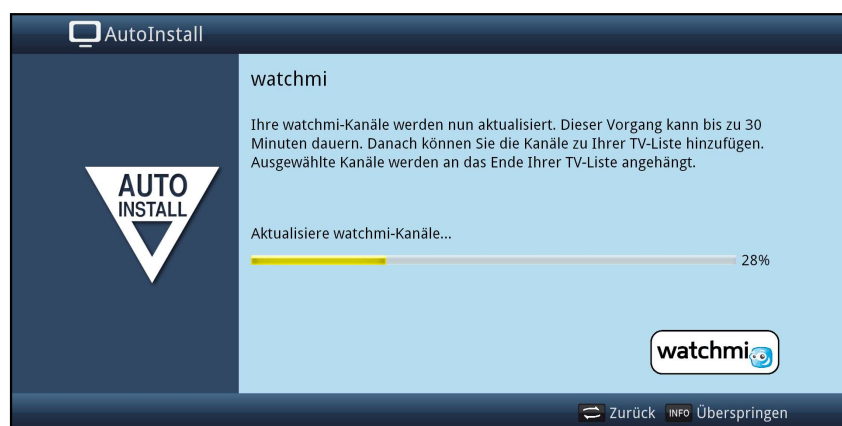 AutoInstall
watchmi
Ihre watchmi-Kanäle werden nun aktualisiert. Dieser Vorgang kann bis zu 30
Minuten dauern. Danach können Sie die Kanäle zu Ihrer TV-Liste hinzufügen.
Ausgewählte Kanäle werden an das Ende Ihrer TV-Liste angehängt.
AUTO
INSTALL
Aktualisiere watchmi-Kanäle...
28%
watchmi
Zurück INFO Überspringen